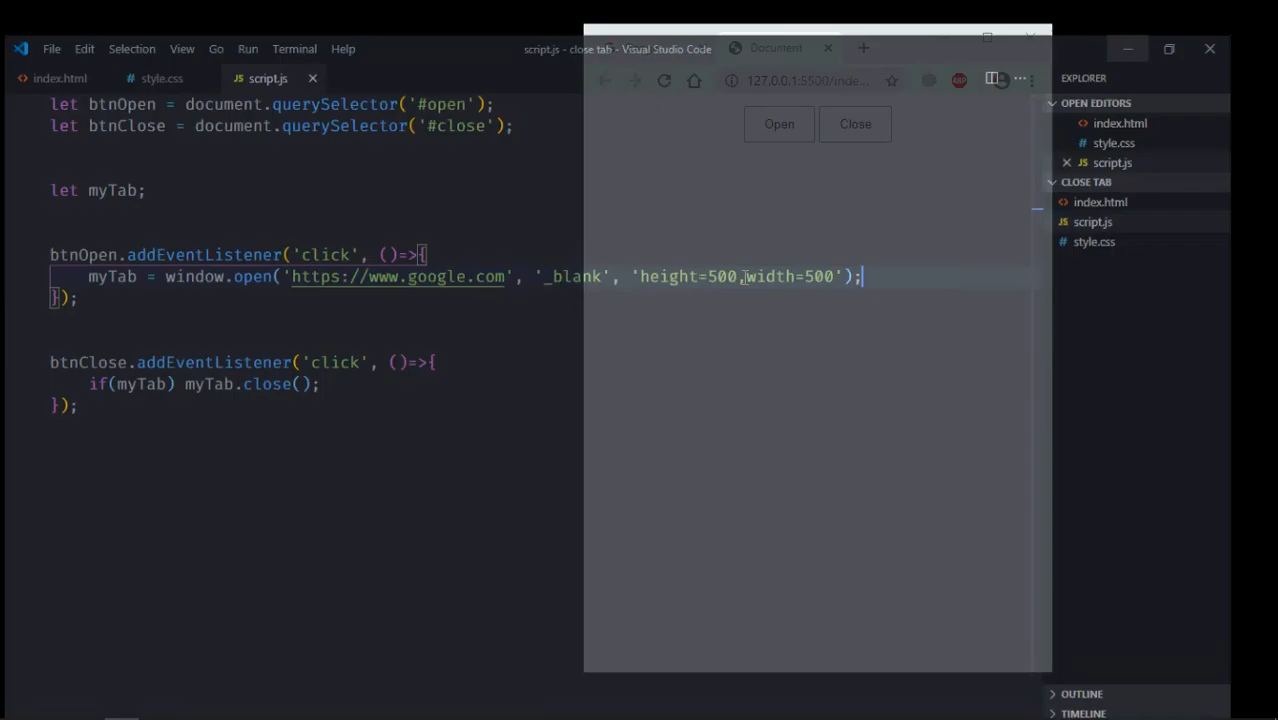 File Edit Selection View Go Run Terminal Help
script.js - close tab - Visual Studio Code
Document
index.html
style.css
script.js
127.0.0.1:5500/inde...
ABP
EXPLORER
OPEN EDITORS
index.html
style.css
JS script.js
CLOSE TAB
index.html
JS script.js
style.css
OUTLINE
TIMELINE
Open
Close
let btnOpen = document.querySelector('#open');
let btnClose = document.querySelector('#close');
let myTab;
btnOpen.addEventListener('click', ()=>{
myTab = window.open('https://www.google.com', '_blank', 'height=500,width=500');
});
btnClose.addEventListener('click', ()=>{
if(myTab) myTab.close();
});